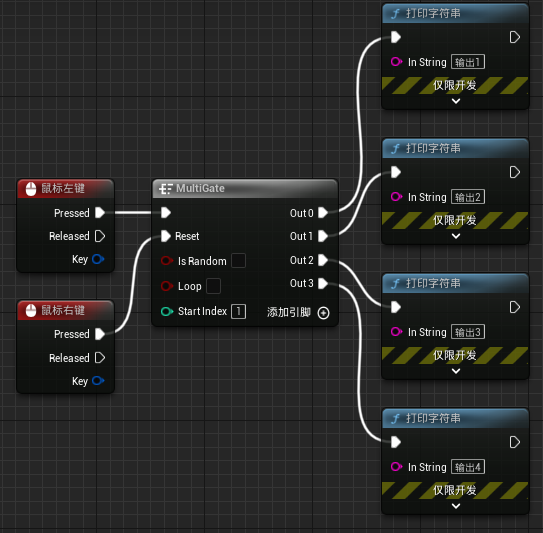 鼠标左键
Pressed
Released
Key
鼠标右键
Pressed
Released
Key
MultiGate
Out 0
Reset
Out 1
Is Random
Out 2
Loop
Out 3
Start Index 1
添加引脚
打印字符串
In String 输出1
仅限开发
打印字符串
In String 输出2
仅限开发
打印字符串
In String 输出3
仅限开发
打印字符串
In String 输出4
仅限开发